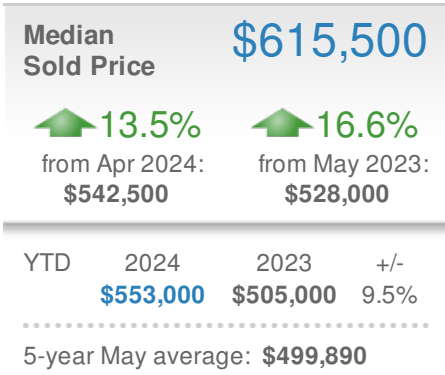 Median $615,500
Sold Price
13.5% 16.6%
from Apr 2024: from May 2023:
$542,500 $528,000
YTD 2024 2023 +/-
$553,000 $505,000 9.5%
5-year May average: $499,890